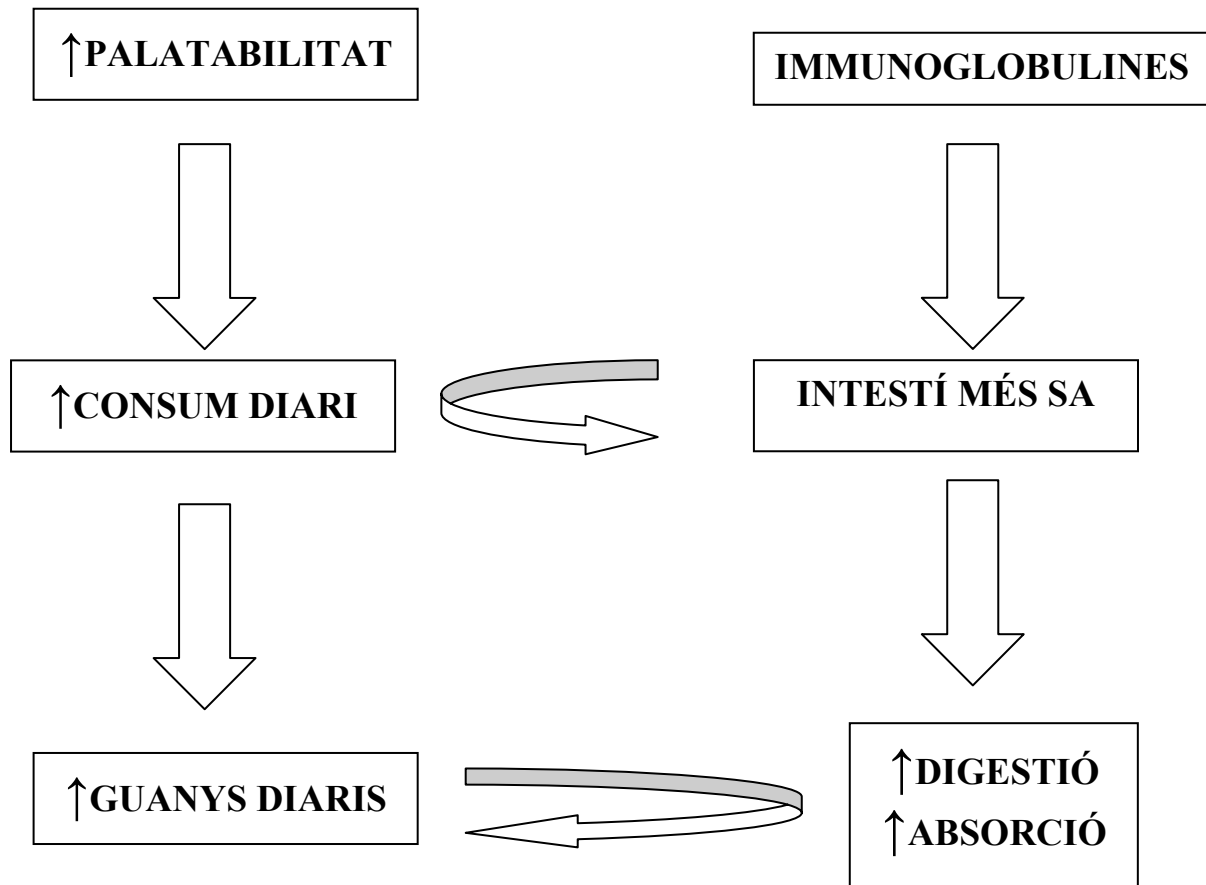 ↑PALATABILITAT
IMMUNOGLOBULINES
↑CONSUM DIARI
INTESTÍ MÉS SA
↑GUANYS DIARIS
↑DIGESTIÓ
↑ABSORCIÓ